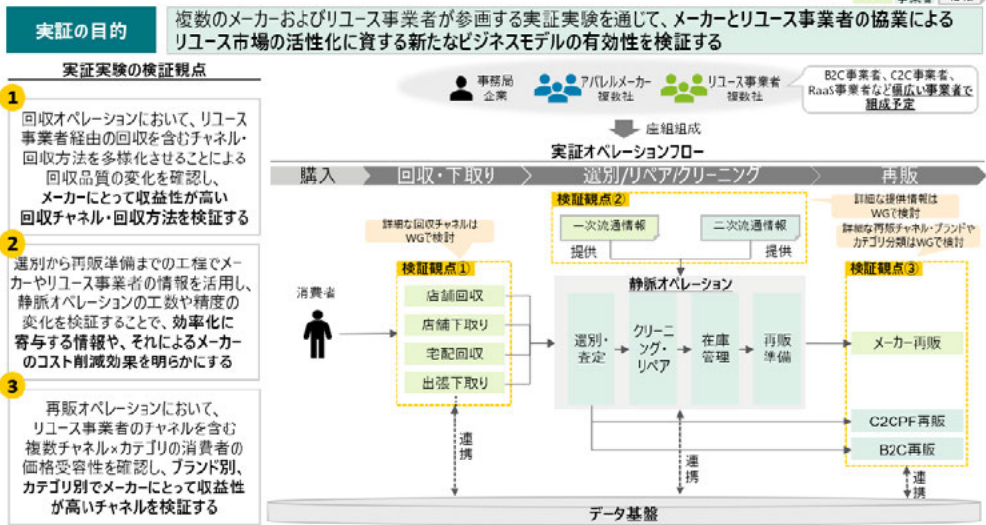 実証の目的
複数のメーカーおよびリユース事業者が参画する実証実験を通じて、メーカーとリユース事業者の協業による
リユース市場の活性化に資する新たなビジネスモデルの有効性を検証する
実証実験の検証観点
1
回収オペレーションにおいて、リユース
事業者経由の回収を含むチャネル・
回収方法を多様化させることによる
回収品質の変化を確認し、
メーカーにとって収益性が高い
回収チャネル・回収方法を検証する
2
選別から再販準備までの工程でメー
カーやリユース事業者の情報を活用し、
静脈オペレーションの工数や精度の
変化を検証することで、効率化に
寄与する情報や、それによるメーカー
のコスト削減効果を明らかにする
3
再販オペレーションにおいて、
リユース事業者のチャネルを含む
複数チャネル×カテゴリの消費者の
価格受容性を確認し、ブランド別、
カテゴリ別でメーカーにとって収益性
が高いチャネルを検証する
事務局
企業
アパレルメーカー
複数社
リユース事業者
複数社
B2C事業者、C2C事業者、
RaaS事業者など幅広い事業者で
組成予定
座組組成
実証オペレーションフロー
購入
回収・下取り
選別/リペア/クリーニング
再販
詳細な回収チャネルは
WGで検討
検証観点②
一次流通情報
二次流通情報
提供
提供
詳細な提供情報は
WGで検討
詳細な再販チャネル・ブランドや
カテゴリ分類はWGで検討
検証観点①
店舗回収
店舗下取り
宅配回収
出張下取り
消費者
静脈オペレーション
選別・
査定
クリー
ニング・
リペア
在庫
管理
再販
準備
検証観点③
メーカー再販
C2CPF再販
B2C再販
連携
連携
連携
データ基盤